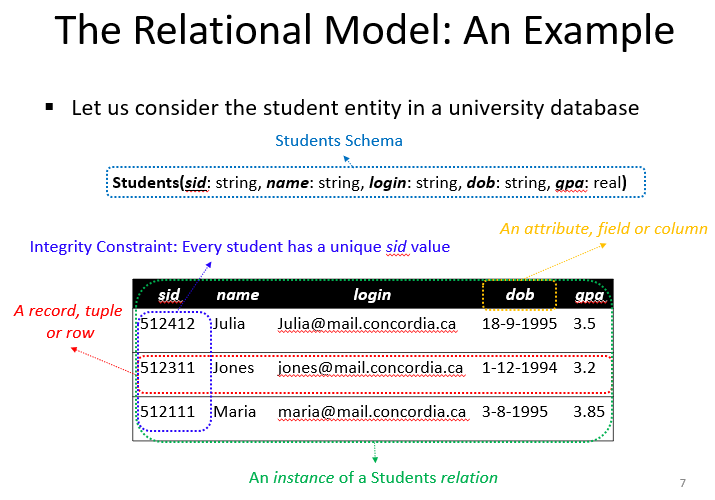 The Relational Model: An Example
▪ Let us consider the student entity in a university database
Students Schema
Students(sid: string, name: string, login: string, dob: string, gpa: real)
An attribute, field or column
Integrity Constraint: Every student has a unique sid value
A record, tuple
or row
sid name login dob gpa
512412 Julia Julia@mail.concordia.ca 18-9-1995 3.5
512311 Jones jones@mail.concordia.ca 1-12-1994 3.2
512111 Maria maria@mail.concordia.ca 3-8-1995 3.85
An instance of a Students relation
7